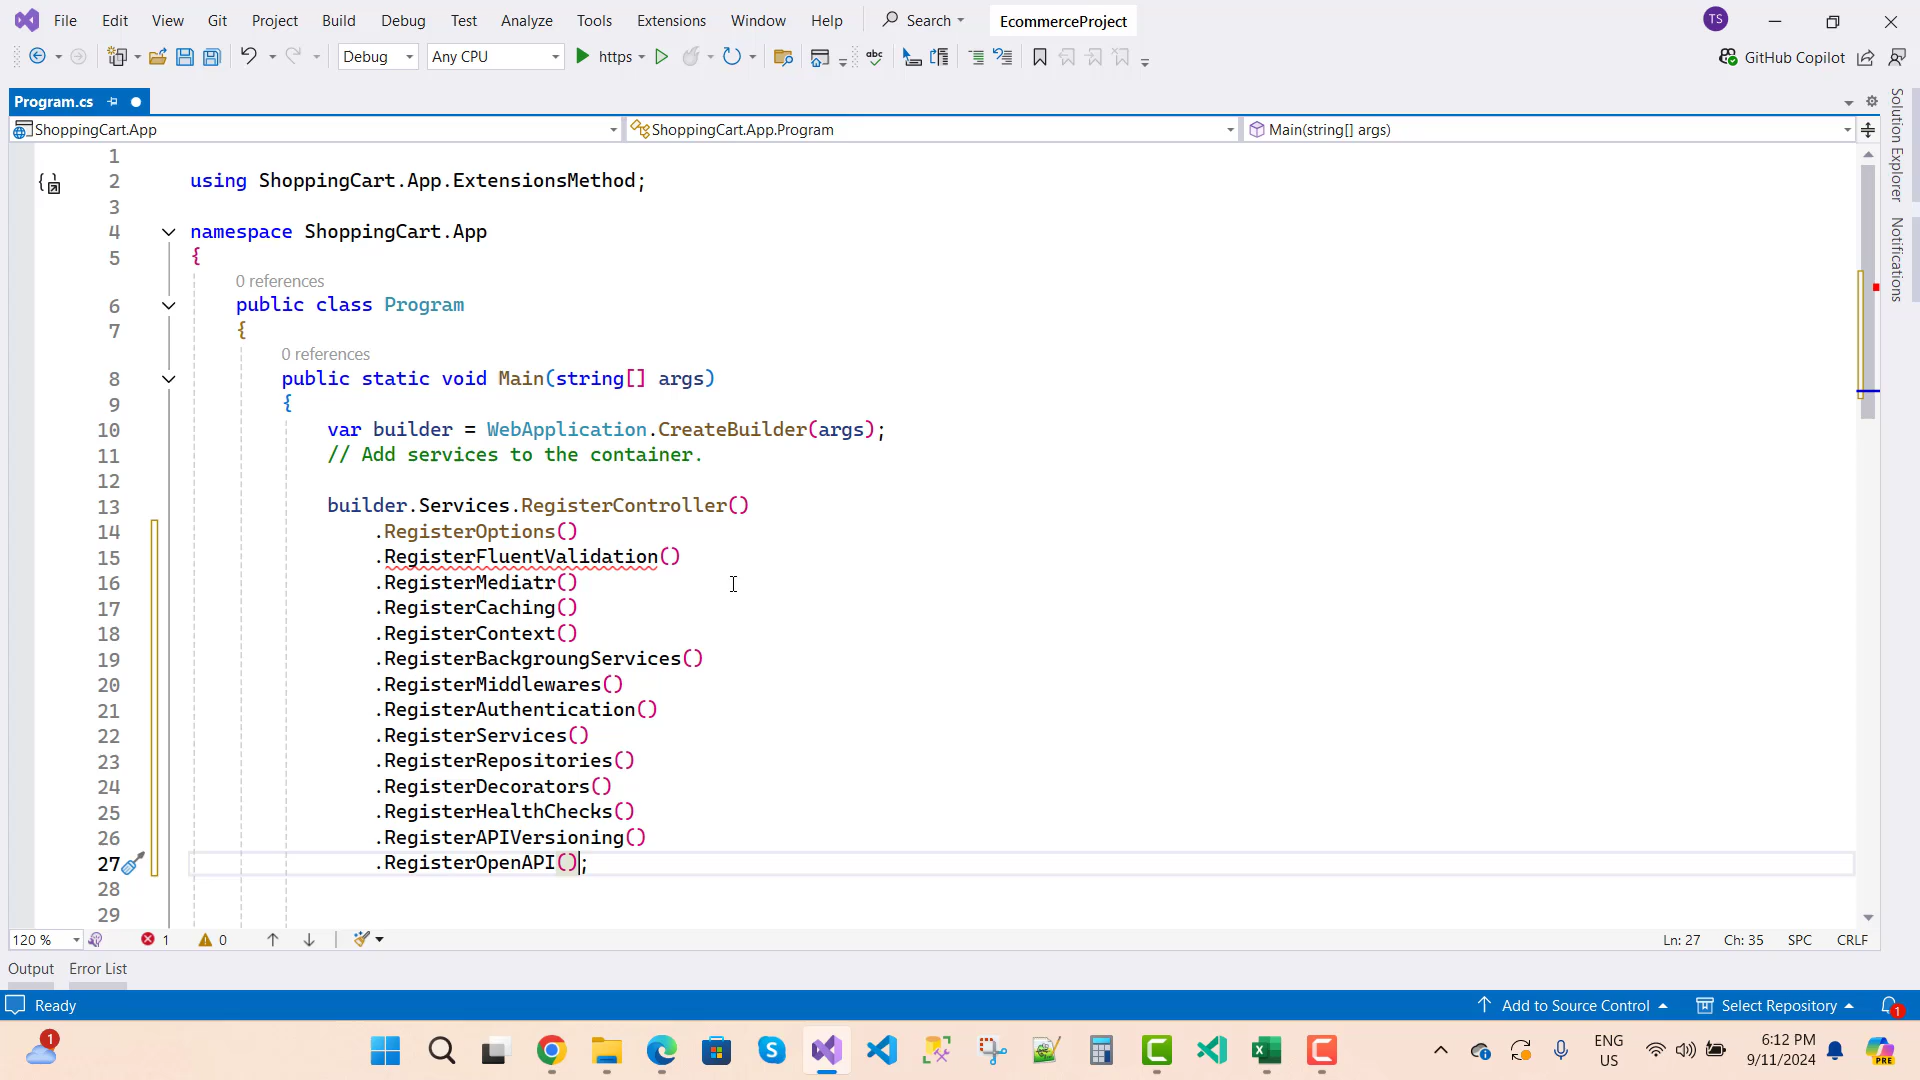 File Edit View Git Project Build Debug Test Analyze Tools Extensions Window Help Search EcommerceProject TS
Debug Any CPU https abc GitHub Copilot
Program.cs
ShoppingCart.App ShoppingCart.App.Program Main(string[] args)
Solution Explorer
Notifications
1
2 using ShoppingCart.App.ExtensionsMethod;
3
4 namespace ShoppingCart.App
5 {
0 references
6 public class Program
7 {
0 references
8 public static void Main(string[] args)
9 {
10 var builder = WebApplication.CreateBuilder(args);
11 // Add services to the container.
12
13 builder.Services.RegisterController()
14 .RegisterOptions()
15 .RegisterFluentValidation()
16 .RegisterMediatr()
17 .RegisterCaching()
18 .RegisterContext()
19 .RegisterBackgroungServices()
20 .RegisterMiddlewares()
21 .RegisterAuthentication()
22 .RegisterServices()
23 .RegisterRepositories()
24 .RegisterDecorators()
25 .RegisterHealthChecks()
26 .RegisterAPIVersioning()
27 .RegisterOpenAPI();
28
29
120 % 1 0 Ln: 27 Ch: 35 SPC CRLF
Output Error List
Ready Add to Source Control Select Repository 1
1 ENG US 6:12 PM 9/11/2024 PRE